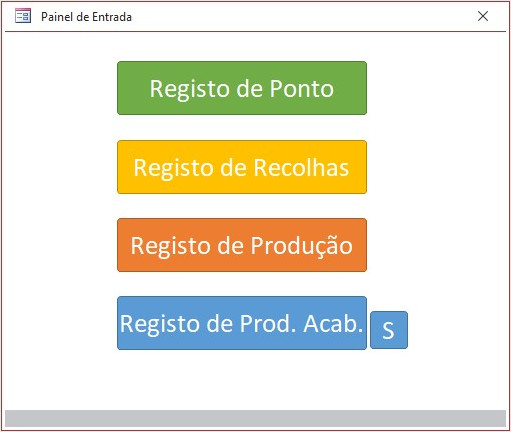 Painel de Entrada
Registo de Ponto
Registo de Recolhas
Registo de Produção
Registo de Prod. Acab.
S